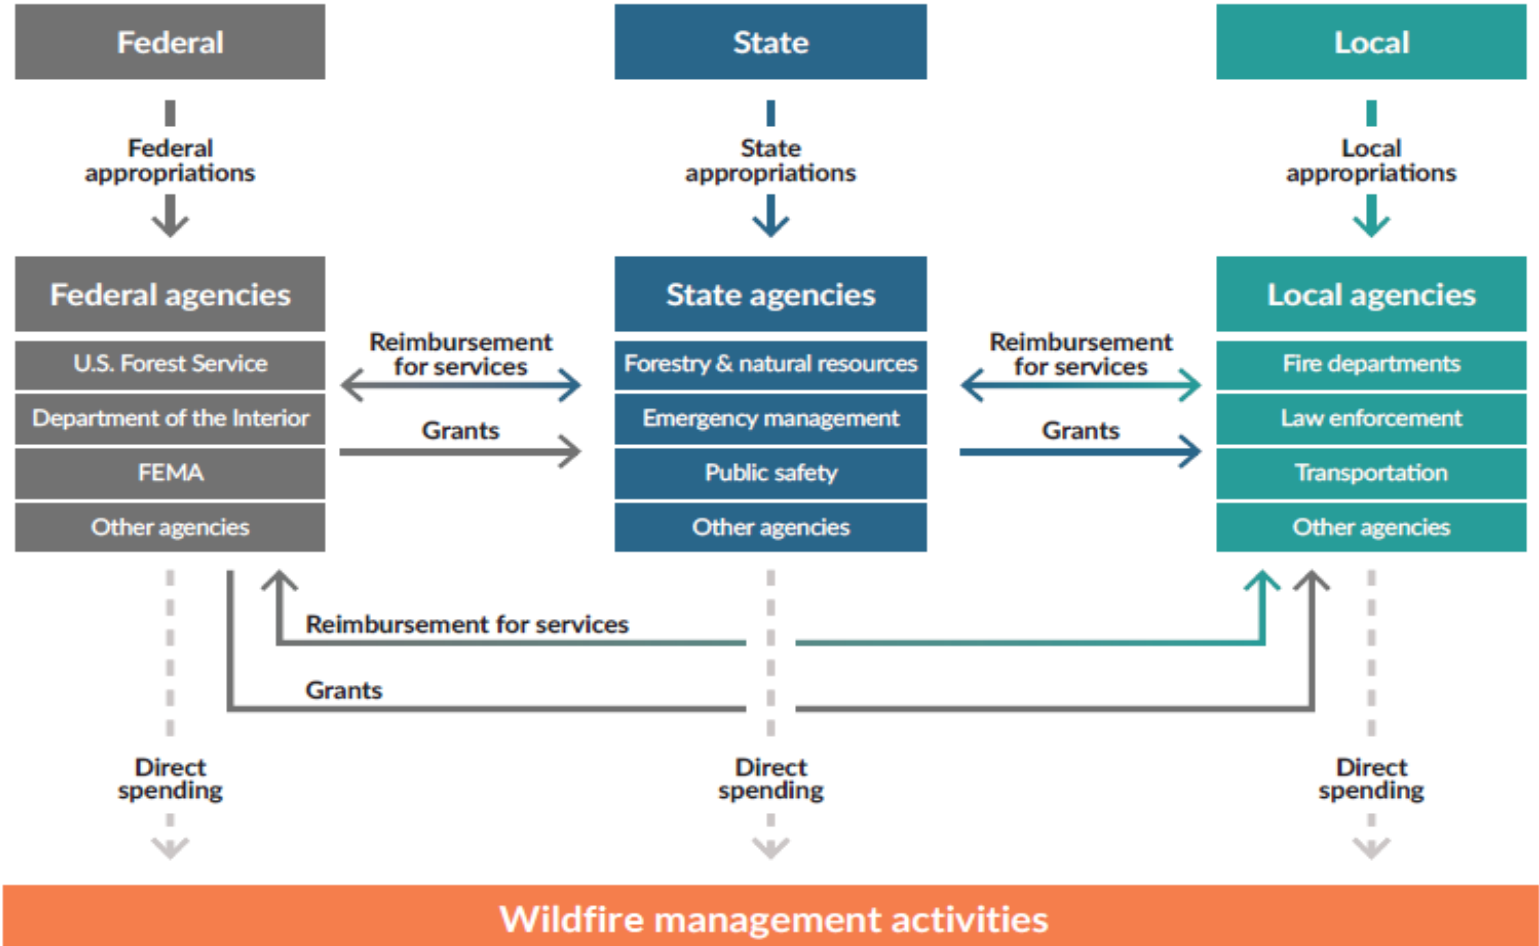 Federal
State
Local
Federal
appropriations
State
appropriations
Local
appropriations
Federal agencies
U.S. Forest Service
Department of the Interior
FEMA
Other agencies
Reimbursement
for services
Grants
State agencies
Forestry & natural resources
Emergency management
Public safety
Other agencies
Reimbursement
for services
Grants
Local agencies
Fire departments
Law enforcement
Transportation
Other agencies
Reimbursement for services
Grants
Direct
spending
Direct
spending
Direct
spending
Wildfire management activities